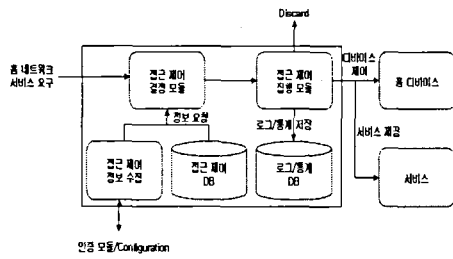 Discard
홈 네트워크
서비스 요구
접근 제어
결정 모듈
접근 제어
집행 모듈
디바이스
제어
홈 디바이스
정보 요청
로그/통계 저장
서비스 제공
접근 제어
정보 수집
접근 제어
DB
로그/통계
DB
서비스
인증 모듈/Configuration